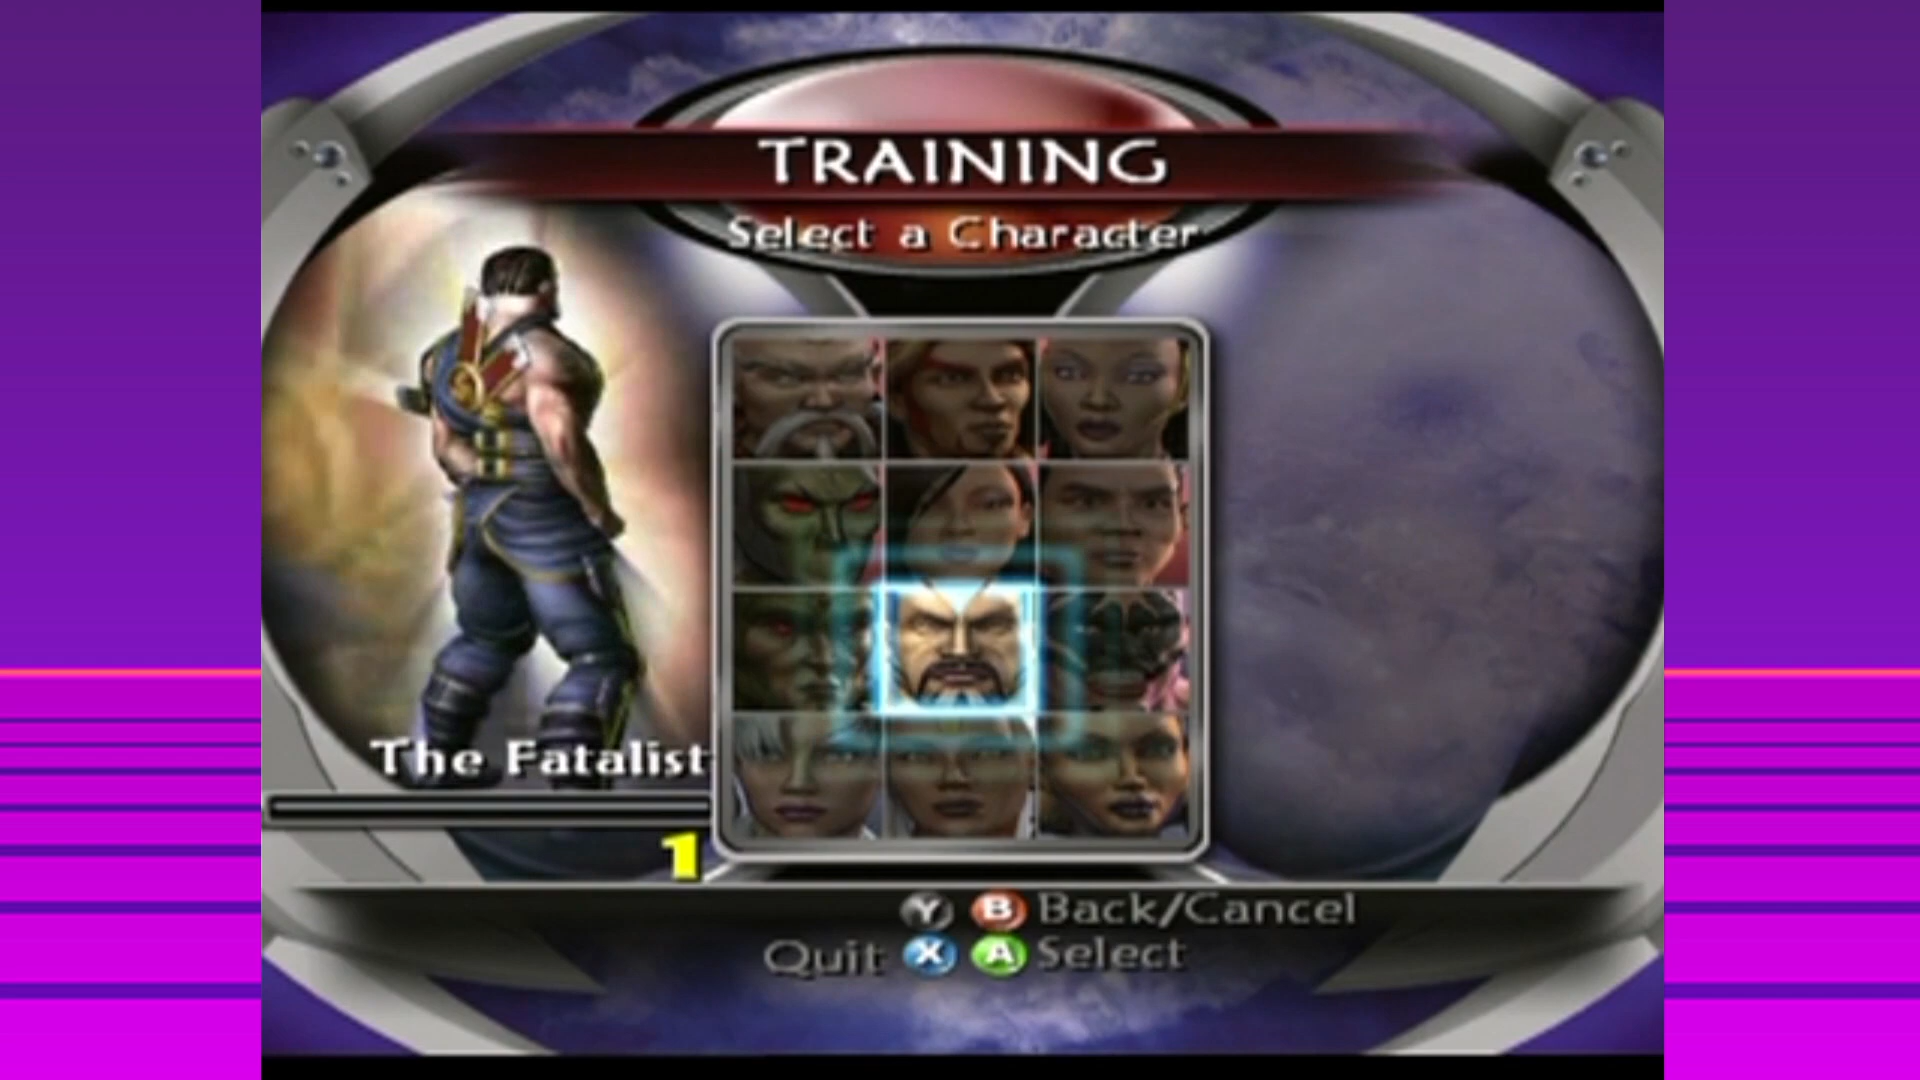 TRAINING
Select a Character
The Fatalist
1
Y B Back/Cancel
Quit X A Select